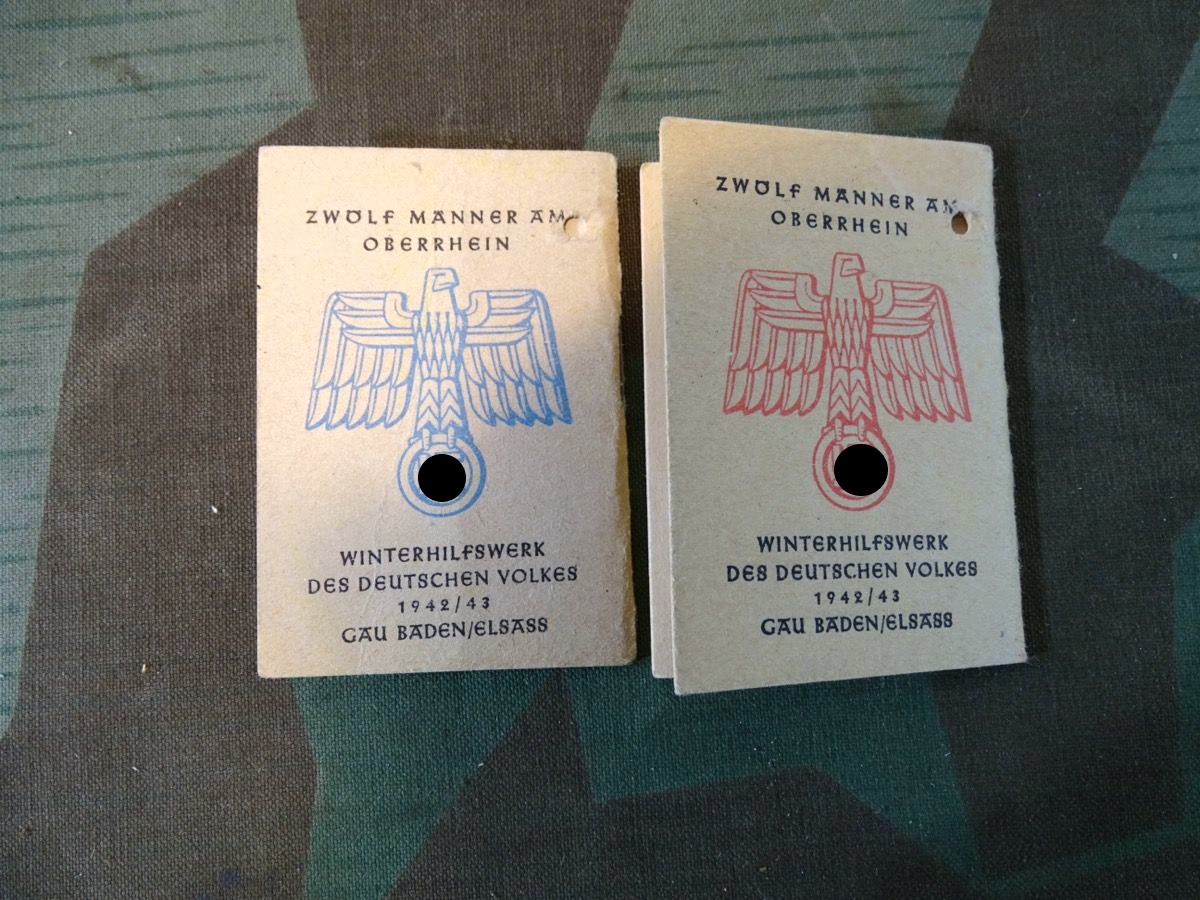 ZWÖLF MÄNNER AM
OBERRHEIN
WINTERHILFSWERK
DES DEUTSCHEN VOLKES
1942/43
GAU BADEN/ELSASS
ZWÖLF MÄNNER AM
OBERRHEIN
WINTERHILFSWERK
DES DEUTSCHEN VOLKES
1942/43
GAU BADEN/ELSASS